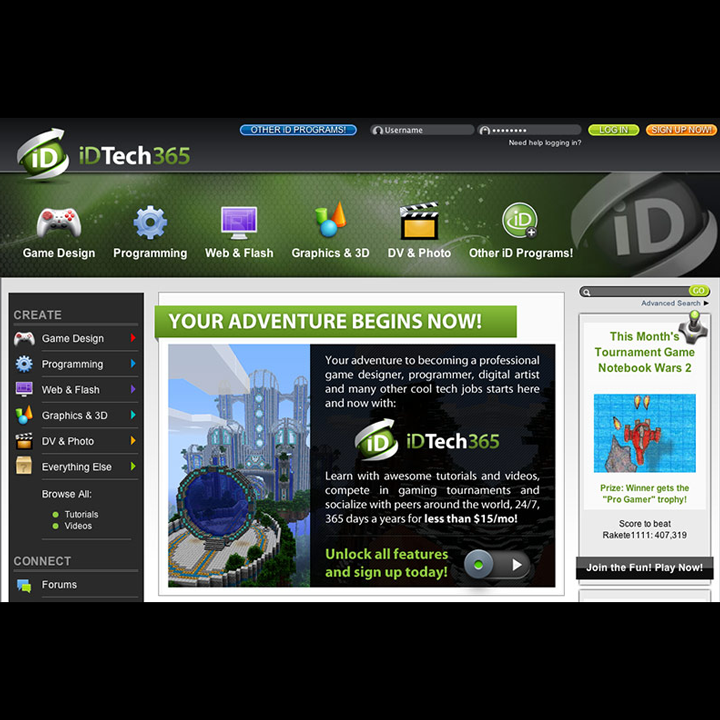 OTHER iD PROGRAMS!
Username
••••••••
LOG IN
SIGN UP NOW!
Need help logging in?
iD
iDTech365
iD
Game Design
Programming
Web & Flash
Graphics & 3D
DV & Photo
iD
Other iD Programs!
GO
Advanced Search
CREATE
Game Design
Programming
Web & Flash
Graphics & 3D
DV & Photo
Everything Else
Browse All:
Tutorials
Videos
CONNECT
Forums
YOUR ADVENTURE BEGINS NOW!
Your adventure to becoming a professional
game designer, programmer, digital artist
and many other cool tech jobs starts here
and now with:
iD
iDTech365
Learn with awesome tutorials and videos,
compete in gaming tournaments and
socialize with peers around the world, 24/7,
365 days a years for less than $15/mo!
Unlock all features
and sign up today!
This Month's
Tournament Game
Notebook Wars 2
Prize: Winner gets the
"Pro Gamer" trophy!
Score to beat
Rakete1111: 407,319
Join the Fun! Play Now!